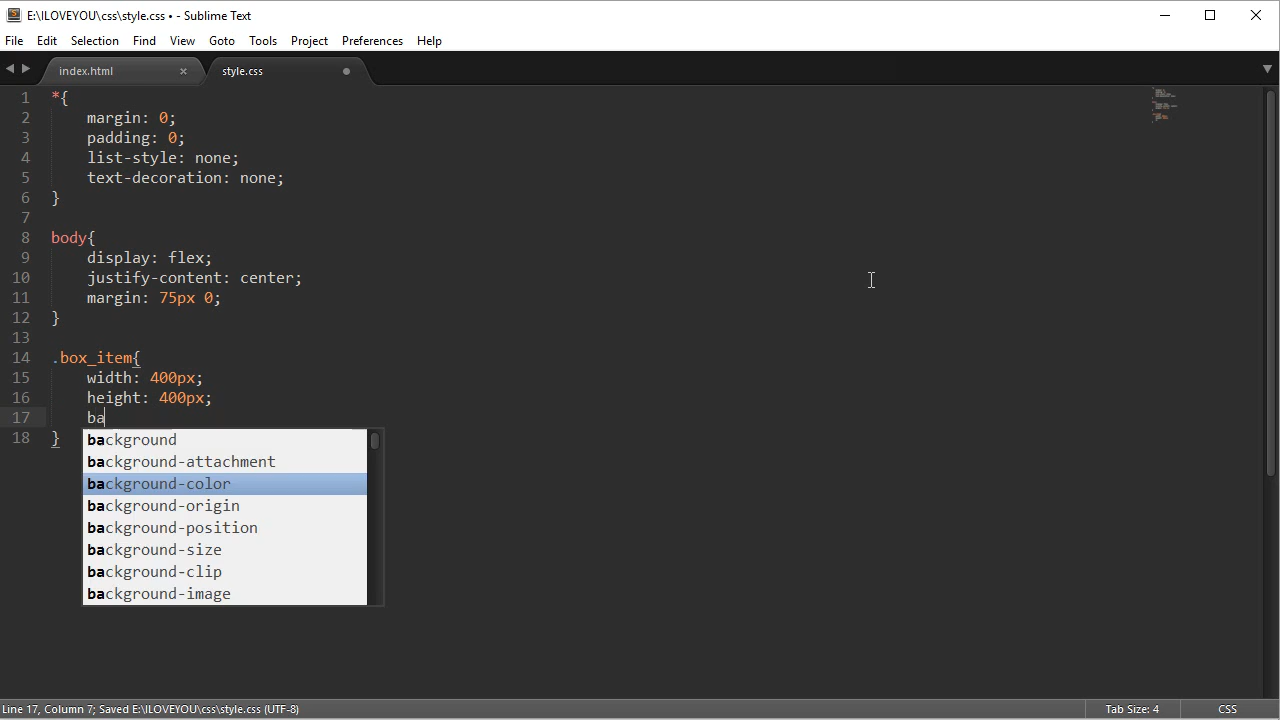 E:\ILOVEYOU\css\style.css • - Sublime Text
File Edit Selection Find View Goto Tools Project Preferences Help
index.html × style.css
1 *{
2 margin: 0;
3 padding: 0;
4 list-style: none;
5 text-decoration: none;
6 }
7
8 body{
9 display: flex;
10 justify-content: center;
11 margin: 75px 0;
12 }
13
14 .box_item{
15 width: 400px;
16 height: 400px;
17 ba
18 }
background
background-attachment
background-color
background-origin
background-position
background-size
background-clip
background-image
Line 17, Column 7; Saved E:\ILOVEYOU\css\style.css (UTF-8) Tab Size: 4 CSS